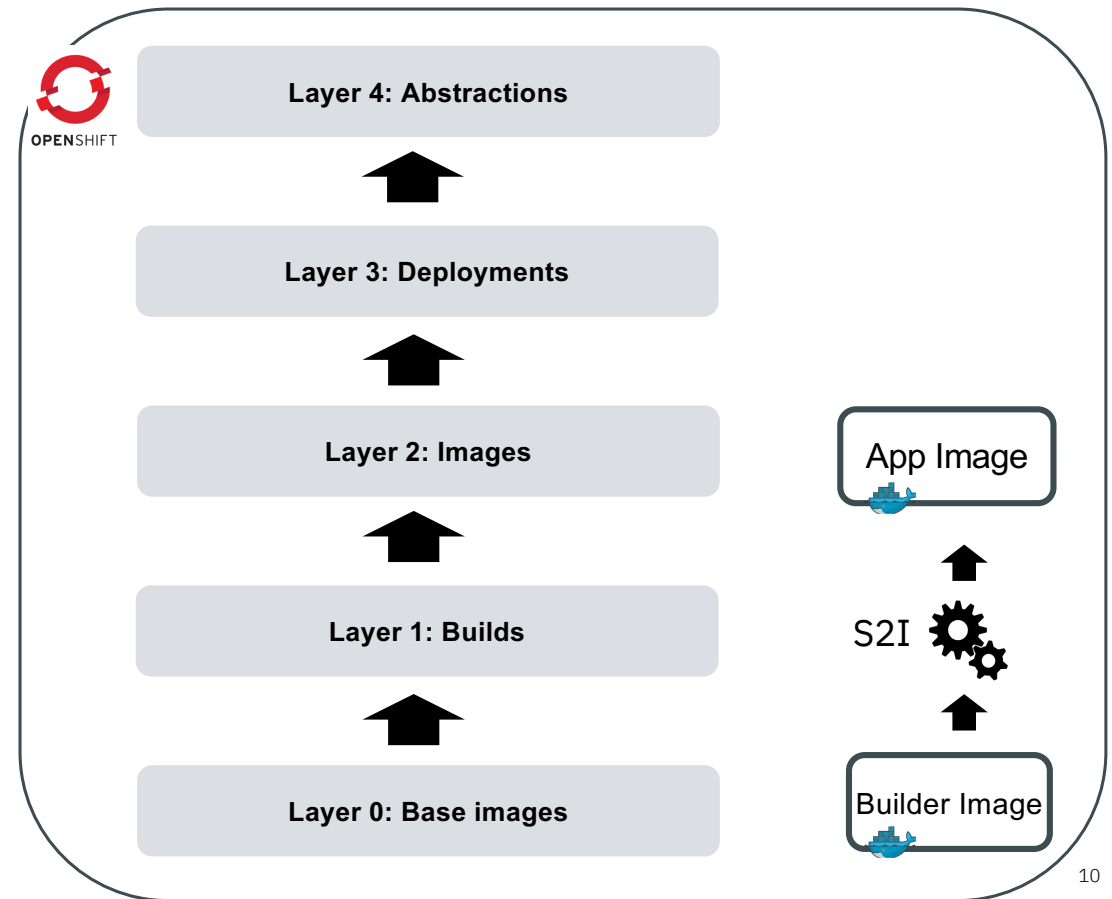 OPENSHIFT
Layer 4: Abstractions
Layer 3: Deployments
Layer 2: Images
App Image
Layer 1: Builds
S2I
Layer 0: Base images
Builder Image
10